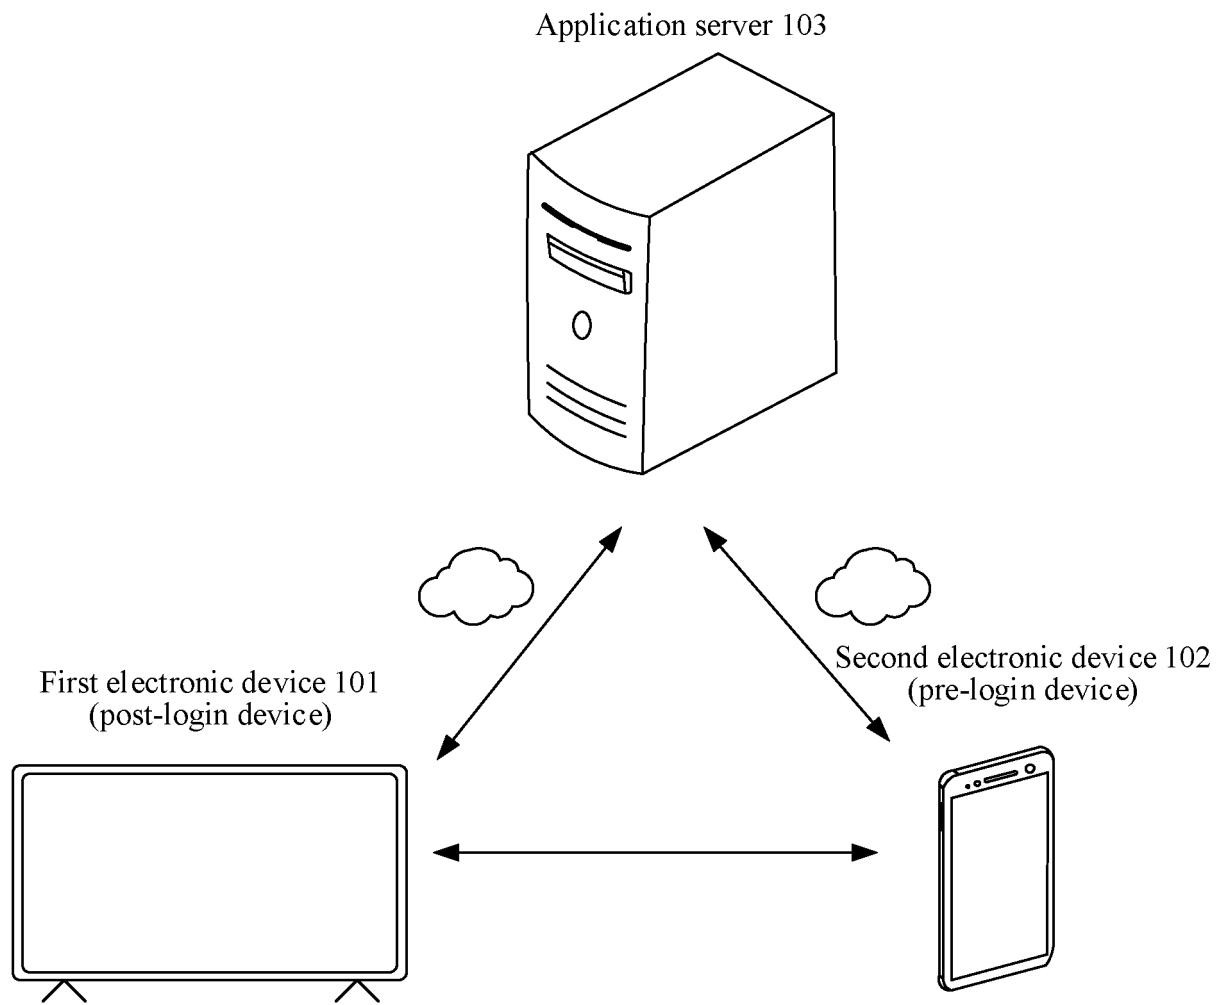 Application server 103
Second electronic device 102
(pre-login device)
First electronic device 101
(post-login device)